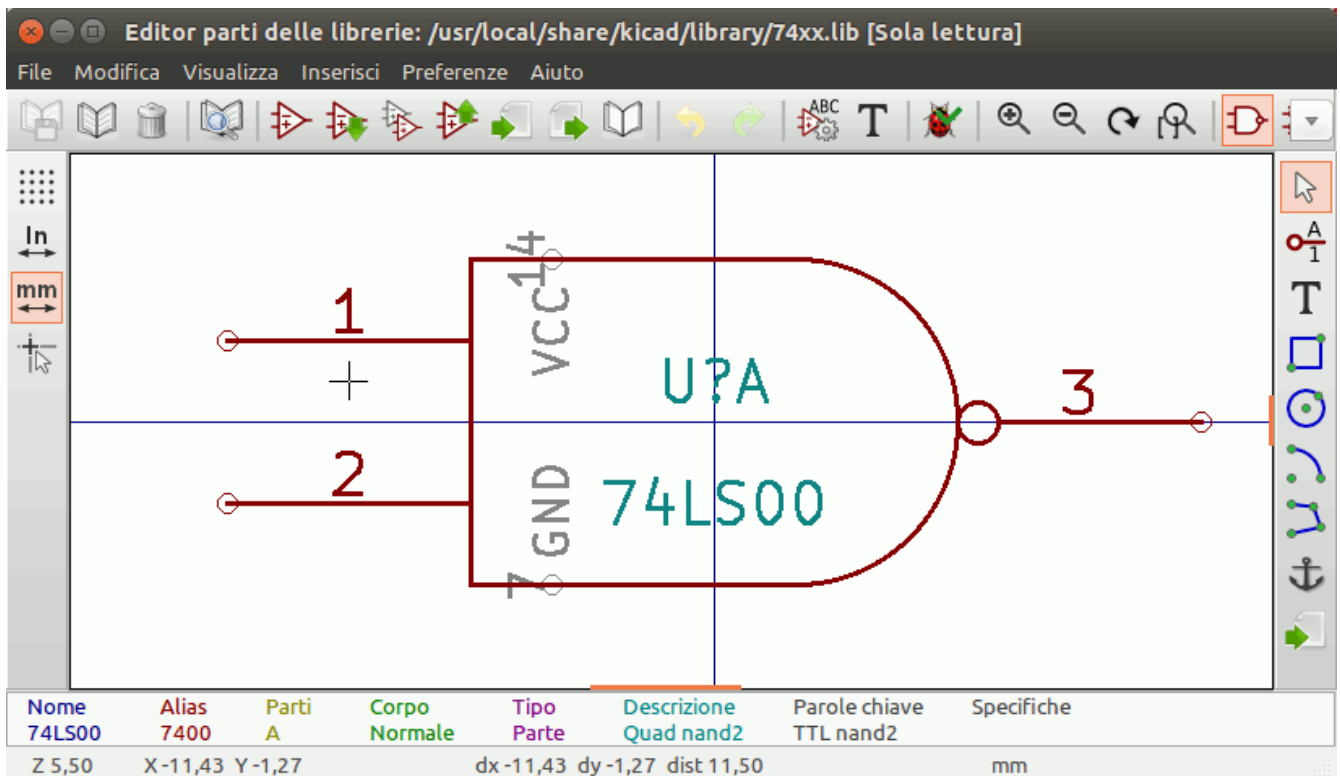 Editor parti delle librerie: /usr/local/share/kicad/library/74xx.lib [Sola lettura]
File Modifica Visualizza Inserisci Preferenze Aiuto
ABC
T
In
mm
A
1
T
14
VCC
1
U?A
3
2
GND
74LS00
7
Nome Alias Parti Corpo Tipo Descrizione Parole chiave Specifiche
74LS00 7400 A Normale Parte Quad nand2 TTL nand2
Z 5,50 X -11,43 Y -1,27 dx -11,43 dy -1,27 dist 11,50 mm